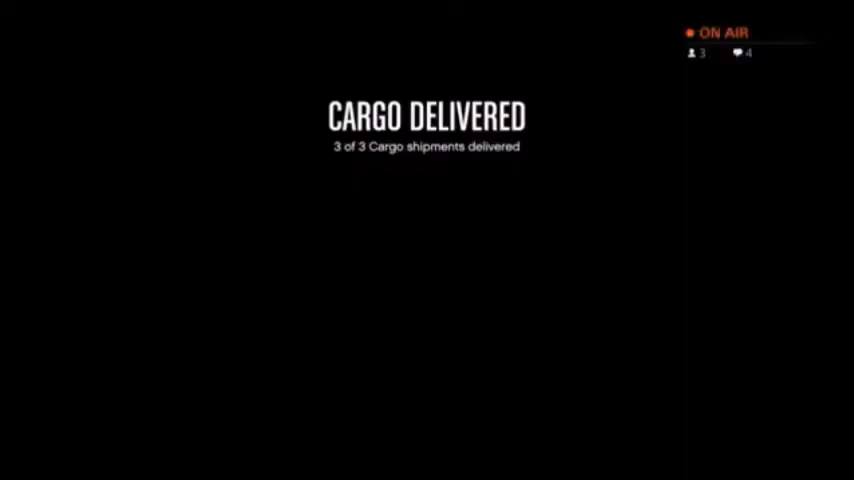 ON AIR
3 4
CARGO DELIVERED
3 of 3 Cargo shipments delivered